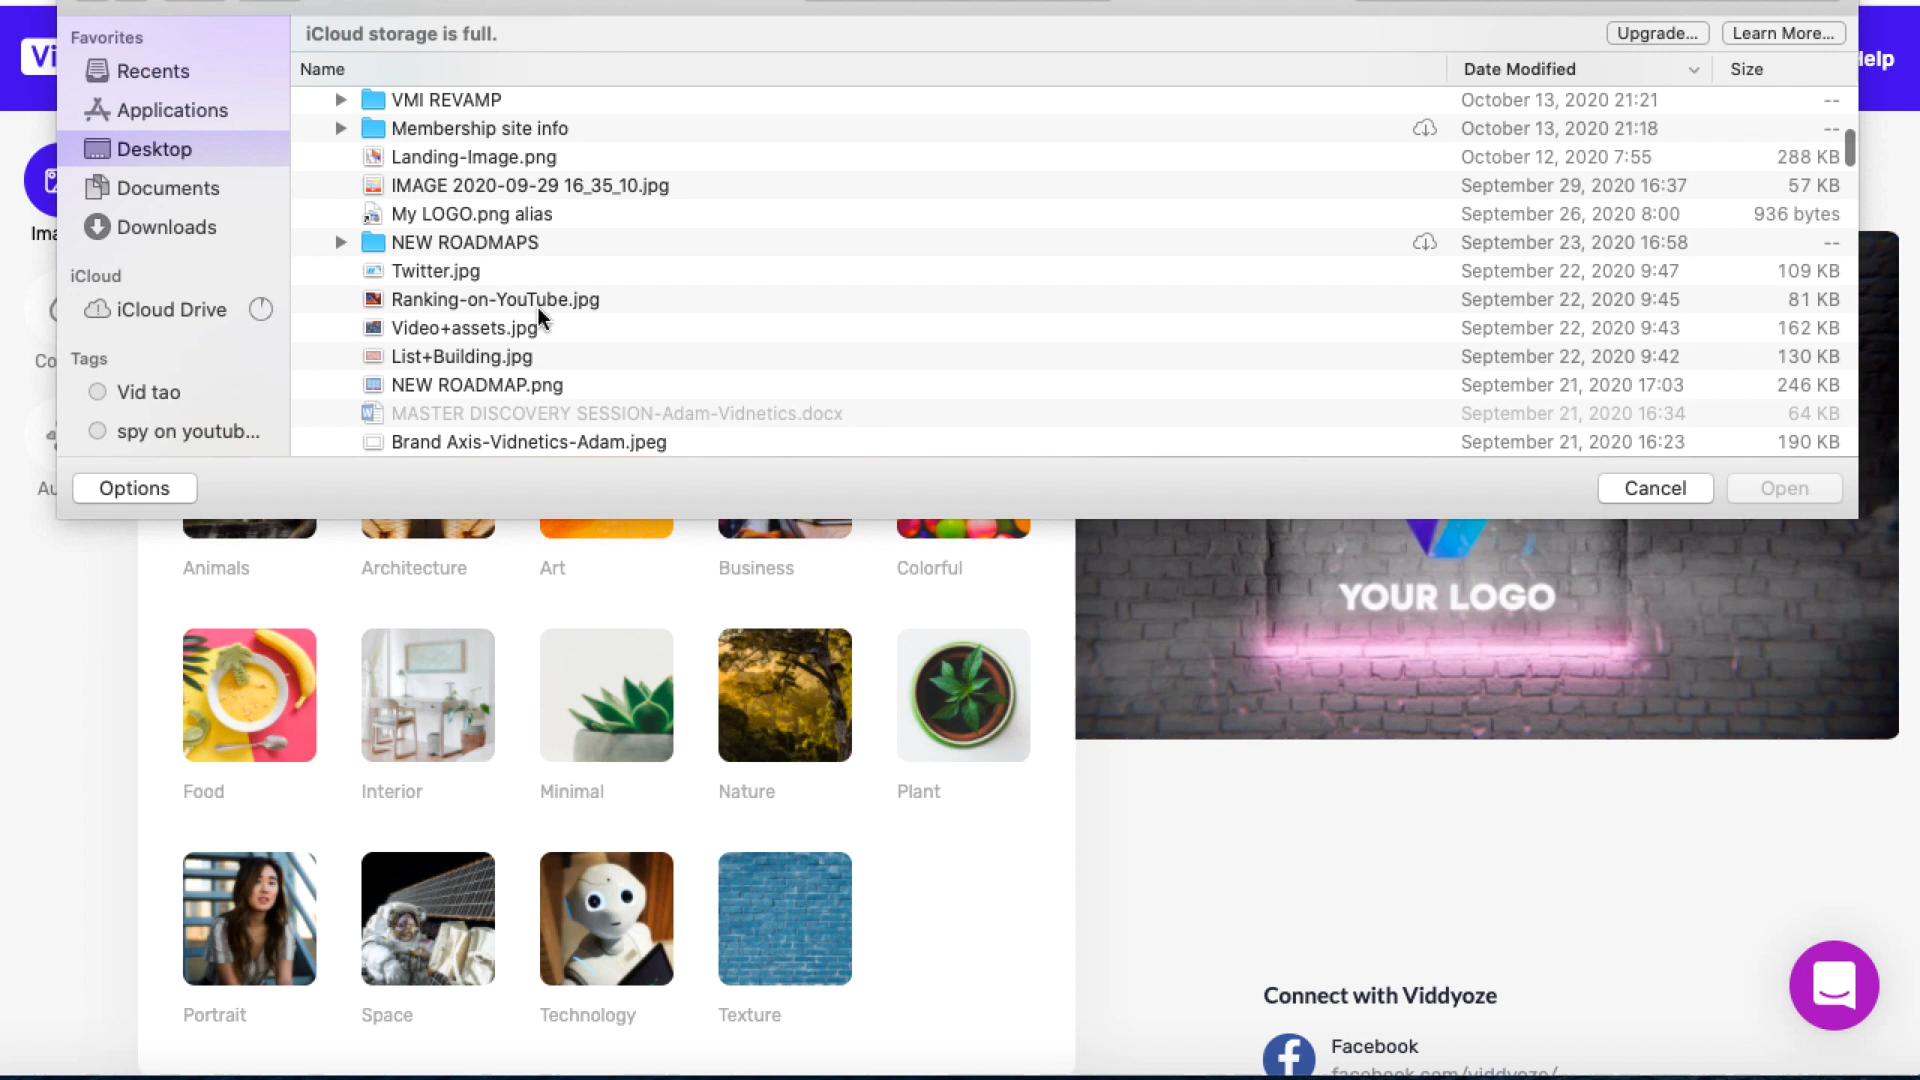 Favorites
iCloud storage is full.
Upgrade...
Learn More...
Vi
Help
Name
Date Modified
Size
Recents
Applications
Desktop
Documents
Downloads
iCloud
iCloud Drive
Tags
Vid tao
spy on youtub...
VMI REVAMP October 13, 2020 21:21 --
Membership site info October 13, 2020 21:18 --
Landing-Image.png October 12, 2020 7:55 288 KB
IMAGE 2020-09-29 16_35_10.jpg September 29, 2020 16:37 57 KB
My LOGO.png alias September 26, 2020 8:00 936 bytes
NEW ROADMAPS September 23, 2020 16:58 --
Twitter.jpg September 22, 2020 9:47 109 KB
Ranking-on-YouTube.jpg September 22, 2020 9:45 81 KB
Video+assets.jpg September 22, 2020 9:43 162 KB
List+Building.jpg September 22, 2020 9:42 130 KB
NEW ROADMAP.png September 21, 2020 17:03 246 KB
MASTER DISCOVERY SESSION-Adam-Vidnetics.docx September 21, 2020 16:34 64 KB
Brand Axis-Vidnetics-Adam.jpeg September 21, 2020 16:23 190 KB
Ima
Co
Au
Options
Cancel
Open
Animals
Architecture
Art
Business
Colorful
YOUR LOGO
Food
Interior
Minimal
Nature
Plant
Portrait
Space
Technology
Texture
Connect with Viddyoze
Facebook
facebook.com/viddyoze/